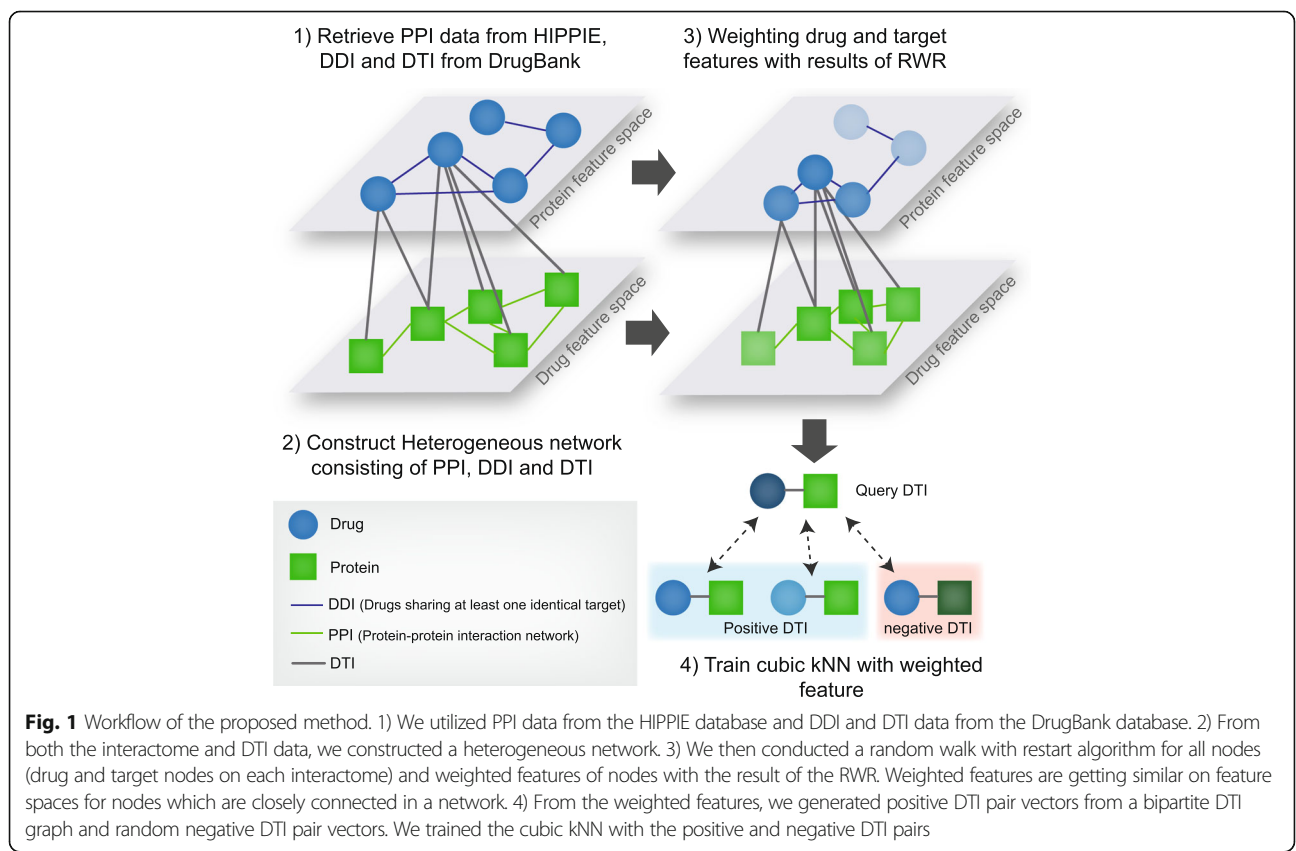 1) Retrieve PPI data from HIPPIE,
DDI and DTI from DrugBank
3) Weighting drug and target
features with results of RWR
Protein feature space
Protein feature space
Drug feature space
Drug feature space
2) Construct Heterogeneous network
consisting of PPI, DDI and DTI
Drug
Protein
DDI (Drugs sharing at least one identical target)
PPI (Protein-protein interaction network)
DTI
Query DTI
Positive DTI
negative DTI
4) Train cubic kNN with weighted
feature
Fig. 1 Workflow of the proposed method. 1) We utilized PPI data from the HIPPIE database and DDI and DTI data from the DrugBank database. 2) From
both the interactome and DTI data, we constructed a heterogeneous network. 3) We then conducted a random walk with restart algorithm for all nodes
(drug and target nodes on each interactome) and weighted features of nodes with the result of the RWR. Weighted features are getting similar on feature
spaces for nodes which are closely connected in a network. 4) From the weighted features, we generated positive DTI pair vectors from a bipartite DTI
graph and random negative DTI pair vectors. We trained the cubic kNN with the positive and negative DTI pairs